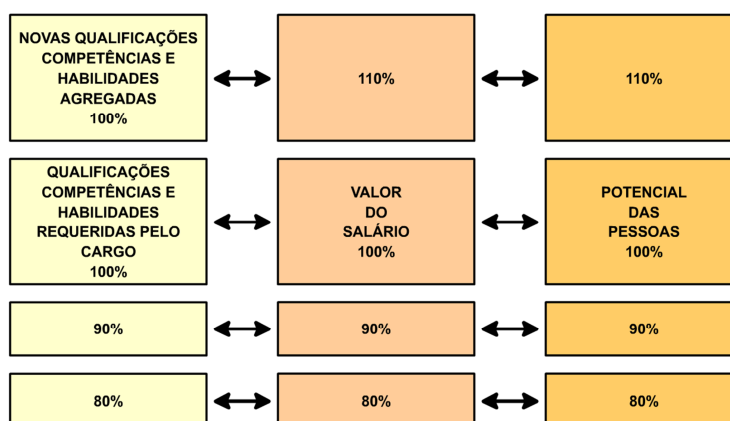 NOVAS QUALIFICAÇÕES
COMPETÊNCIAS E
HABILIDADES
AGREGADAS
100%
110%
110%
QUALIFICAÇÕES
COMPETÊNCIAS E
HABILIDADES
REQUERIDAS PELO
CARGO
100%
VALOR
DO
SALÁRIO
100%
POTENCIAL
DAS
PESSOAS
100%
90%
90%
90%
80%
80%
80%